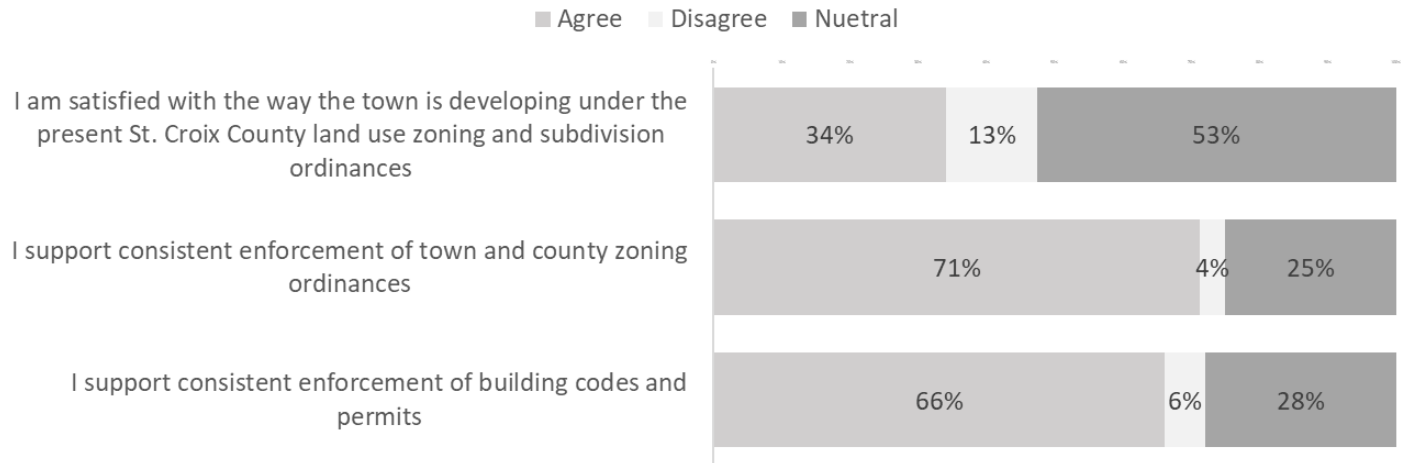 Agree Disagree Nuetral
I am satisfied with the way the town is developing under the
present St. Croix County land use zoning and subdivision
ordinances
34% 13% 53%
I support consistent enforcement of town and county zoning
ordinances
71% 4% 25%
I support consistent enforcement of building codes and
permits
66% 6% 28%